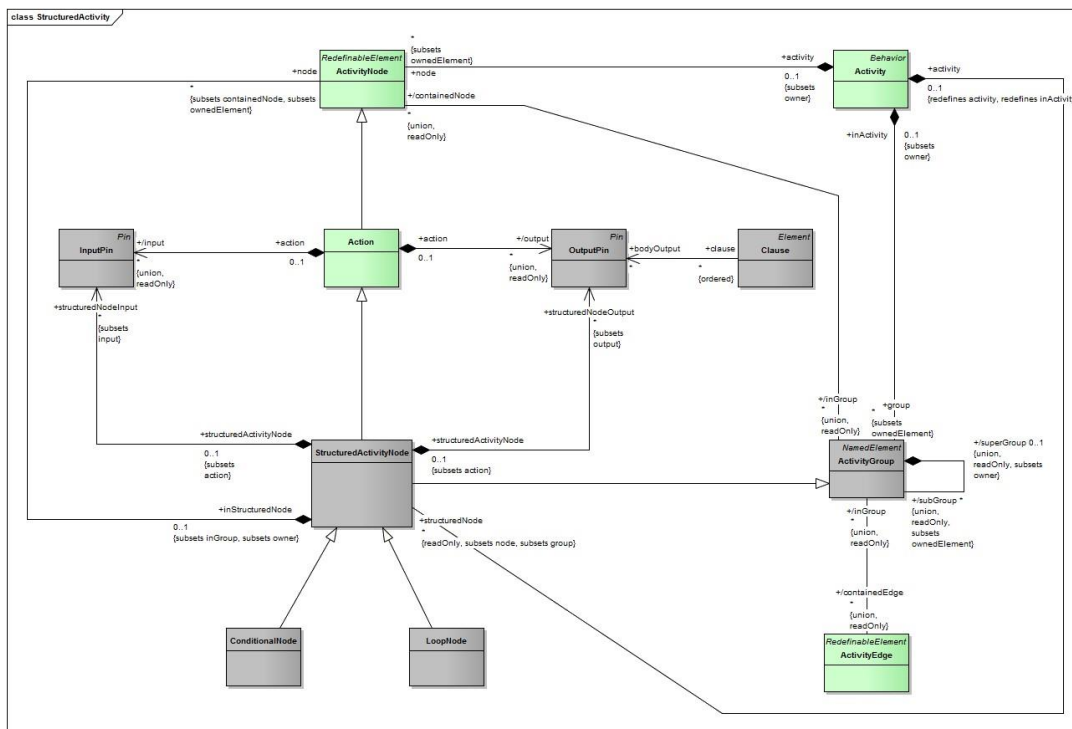 class StructuredActivity
RedefinableElement
ActivityNode
*
{subsets
ownedElement}
+node
+activity
0..1
{subsets
owner}
Behavior
Activity
+activity
0..1
{redefines activity, redefines inActivity
+node
*
{subsets containedNode, subsets
ownedElement}
+/containedNode
*
{union,
readOnly}
+inActivity
0..1
{subsets
owner}
Pin
InputPin
+/input
*
{union,
readOnly}
+action
0..1
Action
+action
0..1
+/output
*
{union,
readOnly}
Pin
OutputPin
+bodyOutput
*
+clause
*
{ordered}
Element
Clause
+structuredNodeInput
*
{subsets
input}
+structuredNodeOutput
*
{subsets
output}
+/inGroup
*
{union,
readOnly}
+group
*
{subsets
ownedElement}
+structuredActivityNode
0..1
{subsets
action}
StructuredActivityNode
+structuredActivityNode
0..1
{subsets action}
NamedElement
ActivityGroup
+/superGroup 0..1
{union,
readOnly, subsets
owner}
+/subGroup *
{union,
readOnly,
subsets
ownedElement}
+inStructuredNode
0..1
{subsets inGroup, subsets owner}
+structuredNode
*
{readOnly, subsets node, subsets group}
+/inGroup
*
{union,
readOnly}
+/containedEdge
*
{union,
readOnly}
ConditionalNode
LoopNode
RedefinableElement
ActivityEdge